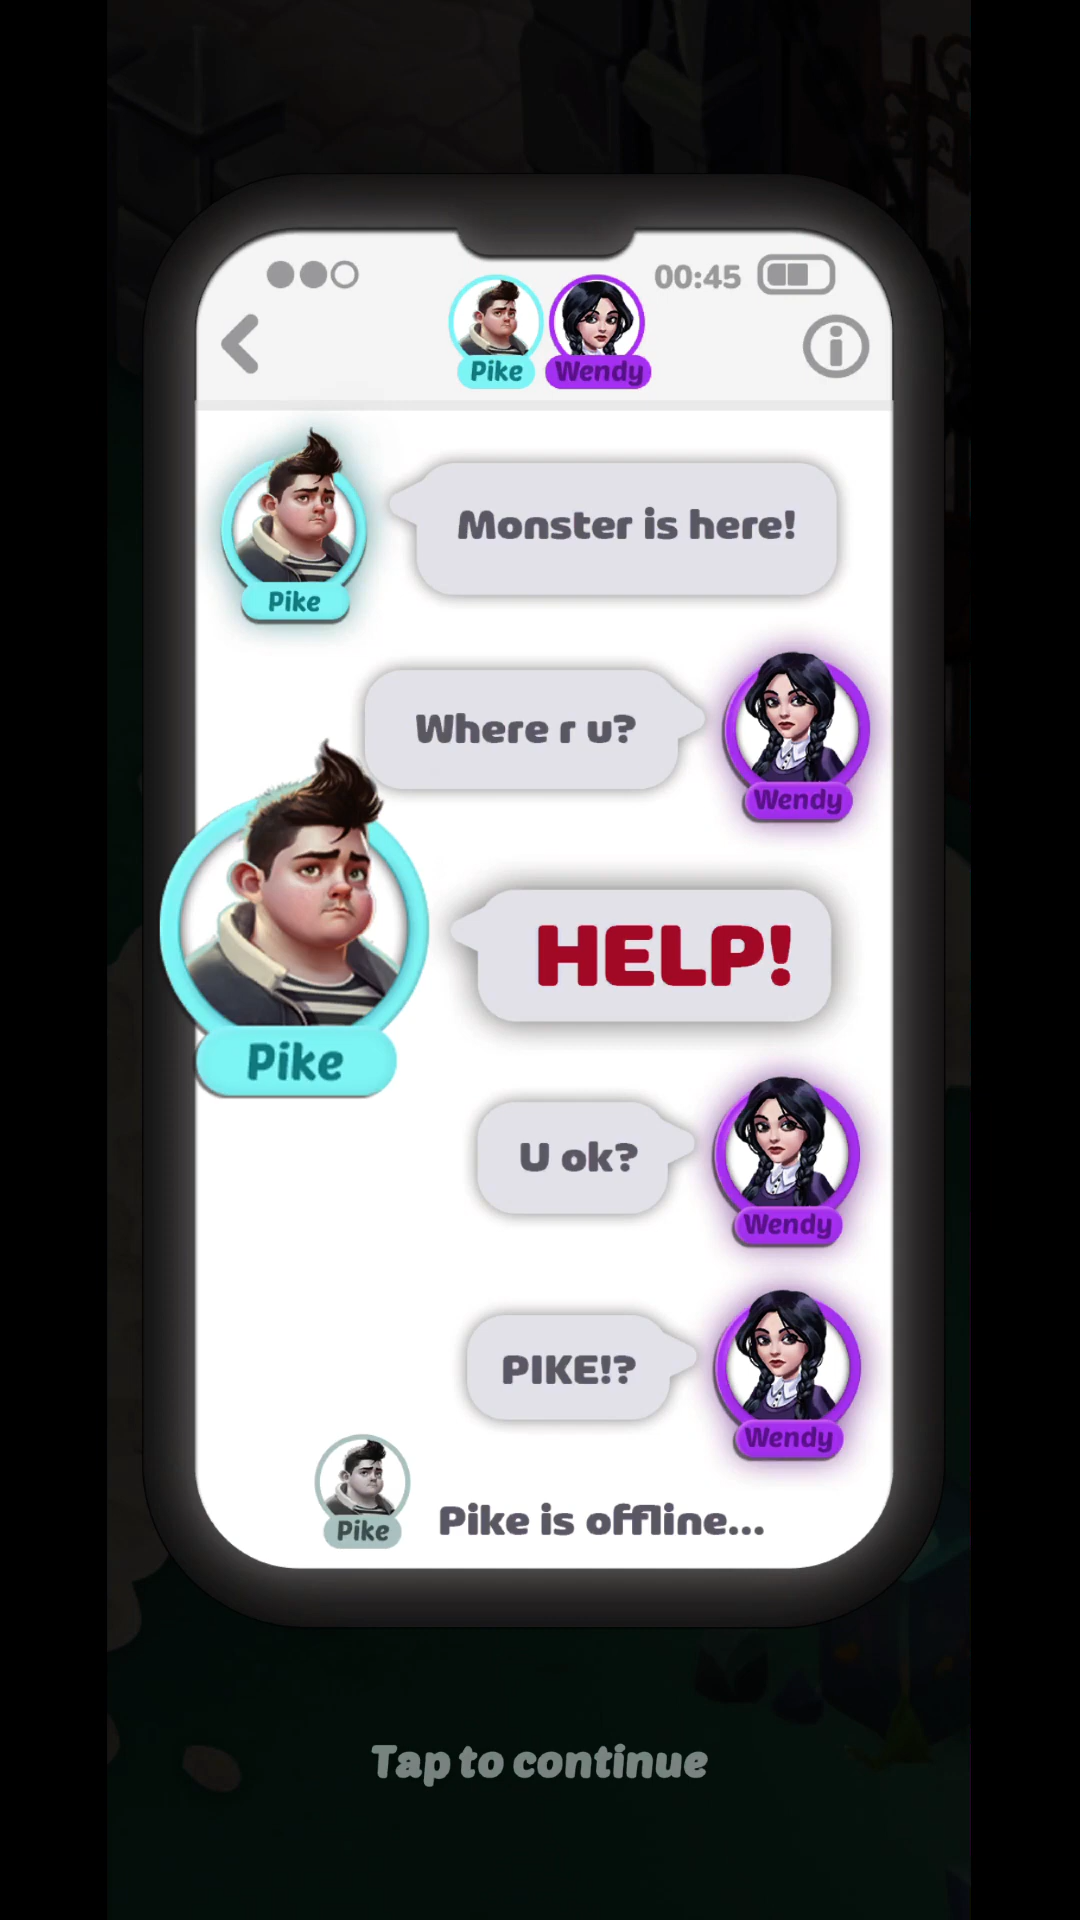 00:45
Pike Wendy
Monster is here!
Pike
Where r u?
Wendy
HELP!
Pike
U ok?
Wendy
PIKE!?
Wendy
Pike
Pike is offline...
Tap to continue